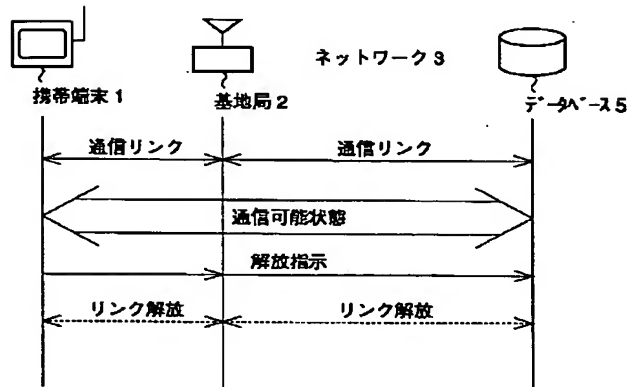 ネットワーク3
携帯端末1
基地局2
データベース5
通信リンク
通信リンク
通信可能状態
解放指示
リンク解放
リンク解放